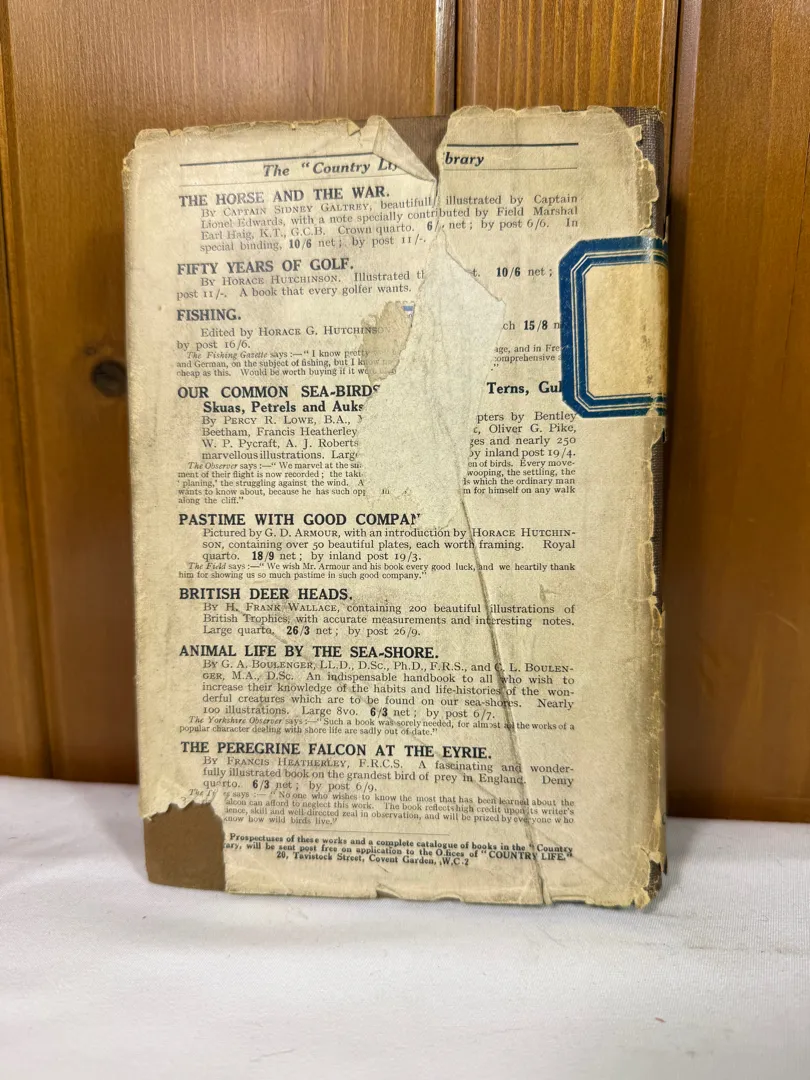 The "Country Li brary
THE HORSE AND THE WAR.
By Captain Sidney Galtrey, beautifull illustrated by Captain
Lionel Edwards, with a note specially contributed by Field Marshal
Earl Haig, K.T., G.C.B. Crown quarto. 6/ net; by post 6/6. In
special binding, 10/6 net; by post 11/-.
FIFTY YEARS OF GOLF.
By Horace Hutchinson. Illustrated t 10/6 net;
post 11/-. A book that every golfer wants.
FISHING.
Edited by Horace G. Hutchinson 15/8
by post 16/6.
The Fishing Gazette says:—"I know pretty age, and in
and German, on the subject of fishing, but I comprehensive
cheap as this. Would be worth buying if it
OUR COMMON SEA-BIRDS Terns, Gul
Skuas, Petrels and Auks
By Percy R. Lowe, B.A., pters by Bentley
Beetham, Francis Heatherley Oliver G. Pike,
W. P. Pycraft, A. J. Roberts ges and nearly 250
marvellous illustrations. Larg by inland post 19/4.
The Observer says:—"We marvel at the su en of birds. Every move-
ment of their flight is now recorded; the taki wooping, the settling, the
'planing,' the struggling against the wind. ds which the ordinary man
wants to know about, because he has such opp m for himself on any walk
along the cliff."
PASTIME WITH GOOD COMPA
Pictured by G. D. Armour, with an introduction by Horace Hutchin-
son, containing over 50 beautiful plates, each worth framing. Royal
quarto. 18/9 net; by inland post 19/3.
The Field says:—"We wish Mr. Armour and his book every good luck, and we heartily thank
him for showing us so much pastime in such good company."
BRITISH DEER HEADS.
By H. Frank Wallace, containing 200 beautiful illustrations of
British Trophies, with accurate measurements and interesting notes.
Large quarto. 26/3 net; by post 26/9.
ANIMAL LIFE BY THE SEA-SHORE.
By G. A. Boulenger, LL.D., D.Sc., Ph.D., F.R.S., and C. L. Boulen-
ger, M.A., D.Sc. An indispensable handbook to all who wish to
increase their knowledge of the habits and life-histories of the won-
derful creatures which are to be found on our sea-shores. Nearly
100 illustrations. Large 8vo. 6/3 net; by post 6/7.
The Yorkshire Observer says:—"Such a book was sorely needed, for almost all the works of a
popular character dealing with shore life are sadly out of date."
THE PEREGRINE FALCON AT THE EYRIE.
By Francis Heatherley, F.R.C.S. A fascinating and wonder-
fully illustrated book on the grandest bird of prey in England. Demy
quarto. 6/3 net; by post 6/9.
The says:—"No one who wishes to know the most that has been learned about the
alcon can afford to neglect this work. The book reflects high credit upon its writer's
ience, skill and well-directed zeal in observation, and will be prized by everyone who
know how wild birds live."
Prospectuses of these works and a complete catalogue of books in the "Country
rary, will be sent post free on application to the Offices of "COUNTRY LIFE,"
20, Tavistock Street, Covent Garden, W.C.2